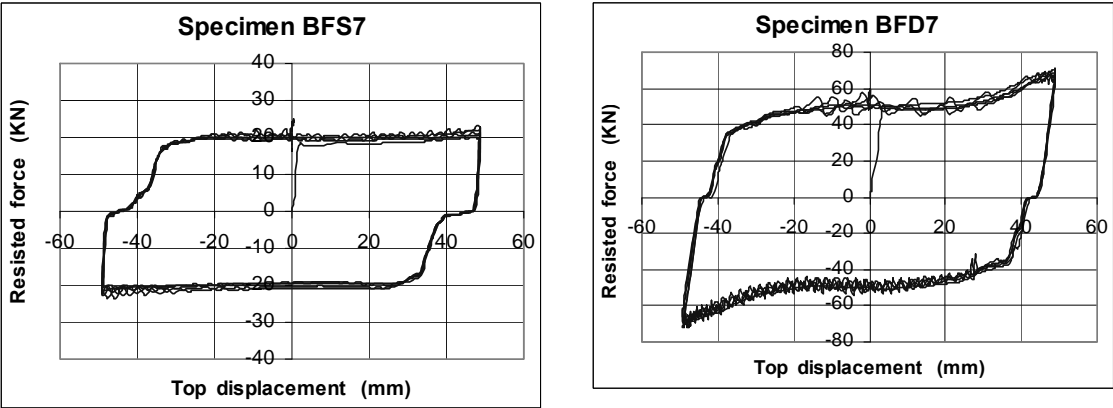 Specimen BFS7
40
30
20
10
0
-10
-20
-30
-40
-60 -40 -20 0 20 40 60
Resisted force (KN)
Top displacement (mm)
Specimen BFD7
80
60
40
20
0
-20
-40
-60
-80
-60 -40 -20 0 20 40 60
Resisted force (KN)
Top displacement (mm)